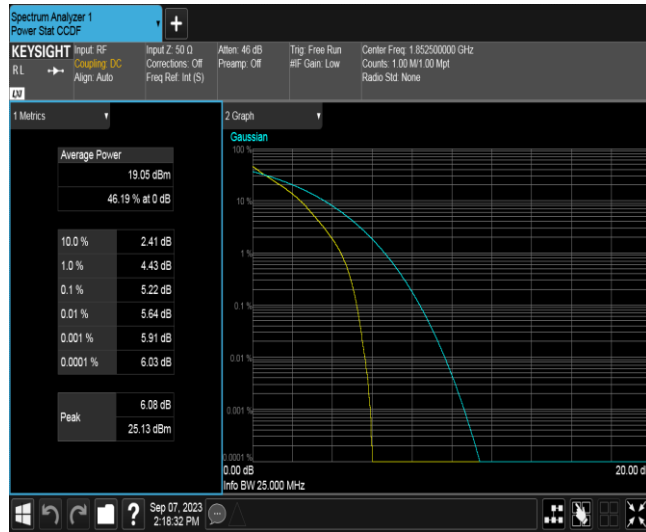 Spectrum Analyzer 1
Power Stat CCDF
KEYSIGHT
RL
LXI
Input: RF
Coupling: DC
Align: Auto
Input Z: 50 Ω
Corrections: Off
Freq Ref: Int (S)
Atten: 46 dB
Preamp: Off
Trig: Free Run
#IF Gain: Low
Center Freq: 1.852500000 GHz
Counts: 1.00 M/1.00 Mpt
Radio Std: None
1 Metrics
Average Power
19.05 dBm
46.19 % at 0 dB
10.0 % 2.41 dB
1.0 % 4.43 dB
0.1 % 5.22 dB
0.01 % 5.64 dB
0.001 % 5.91 dB
0.0001 % 6.03 dB
Peak
6.08 dB
25.13 dBm
2 Graph
Gaussian
100 %
10 %
1 %
0.1 %
0.01 %
0.001 %
0.0001 %
0.00 dB
20.00 d
Info BW 25.000 MHz
?
Sep 07, 2023
2:18:32 PM